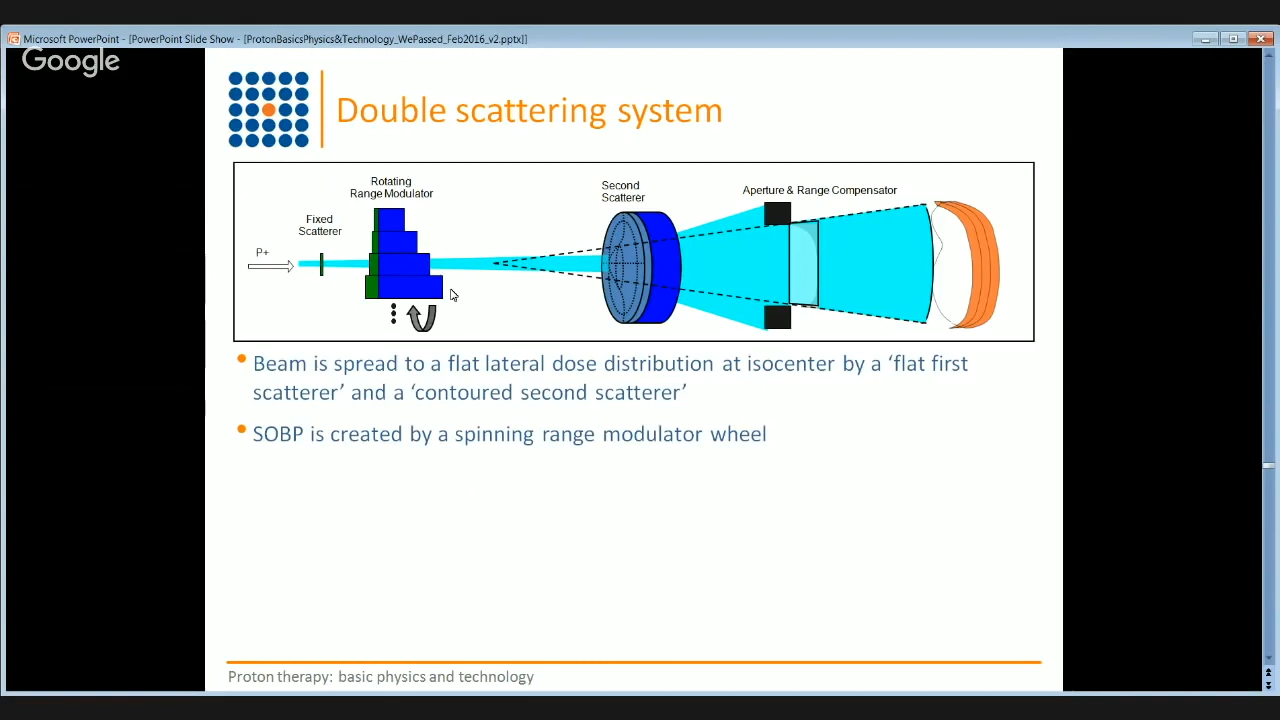 Microsoft PowerPoint - [PowerPoint Slide Show - [ProtonBasicsPhysics&Technology_WePassed_Feb2016_v2.pptx]]
Google
Double scattering system
Rotating
Range Modulator
Second
Scatterer
Aperture & Range Compensator
Fixed
Scatterer
P+
• Beam is spread to a flat lateral dose distribution at isocenter by a ‘flat first
scatterer’ and a ‘contoured second scatterer’
• SOBP is created by a spinning range modulator wheel
Proton therapy: basic physics and technology